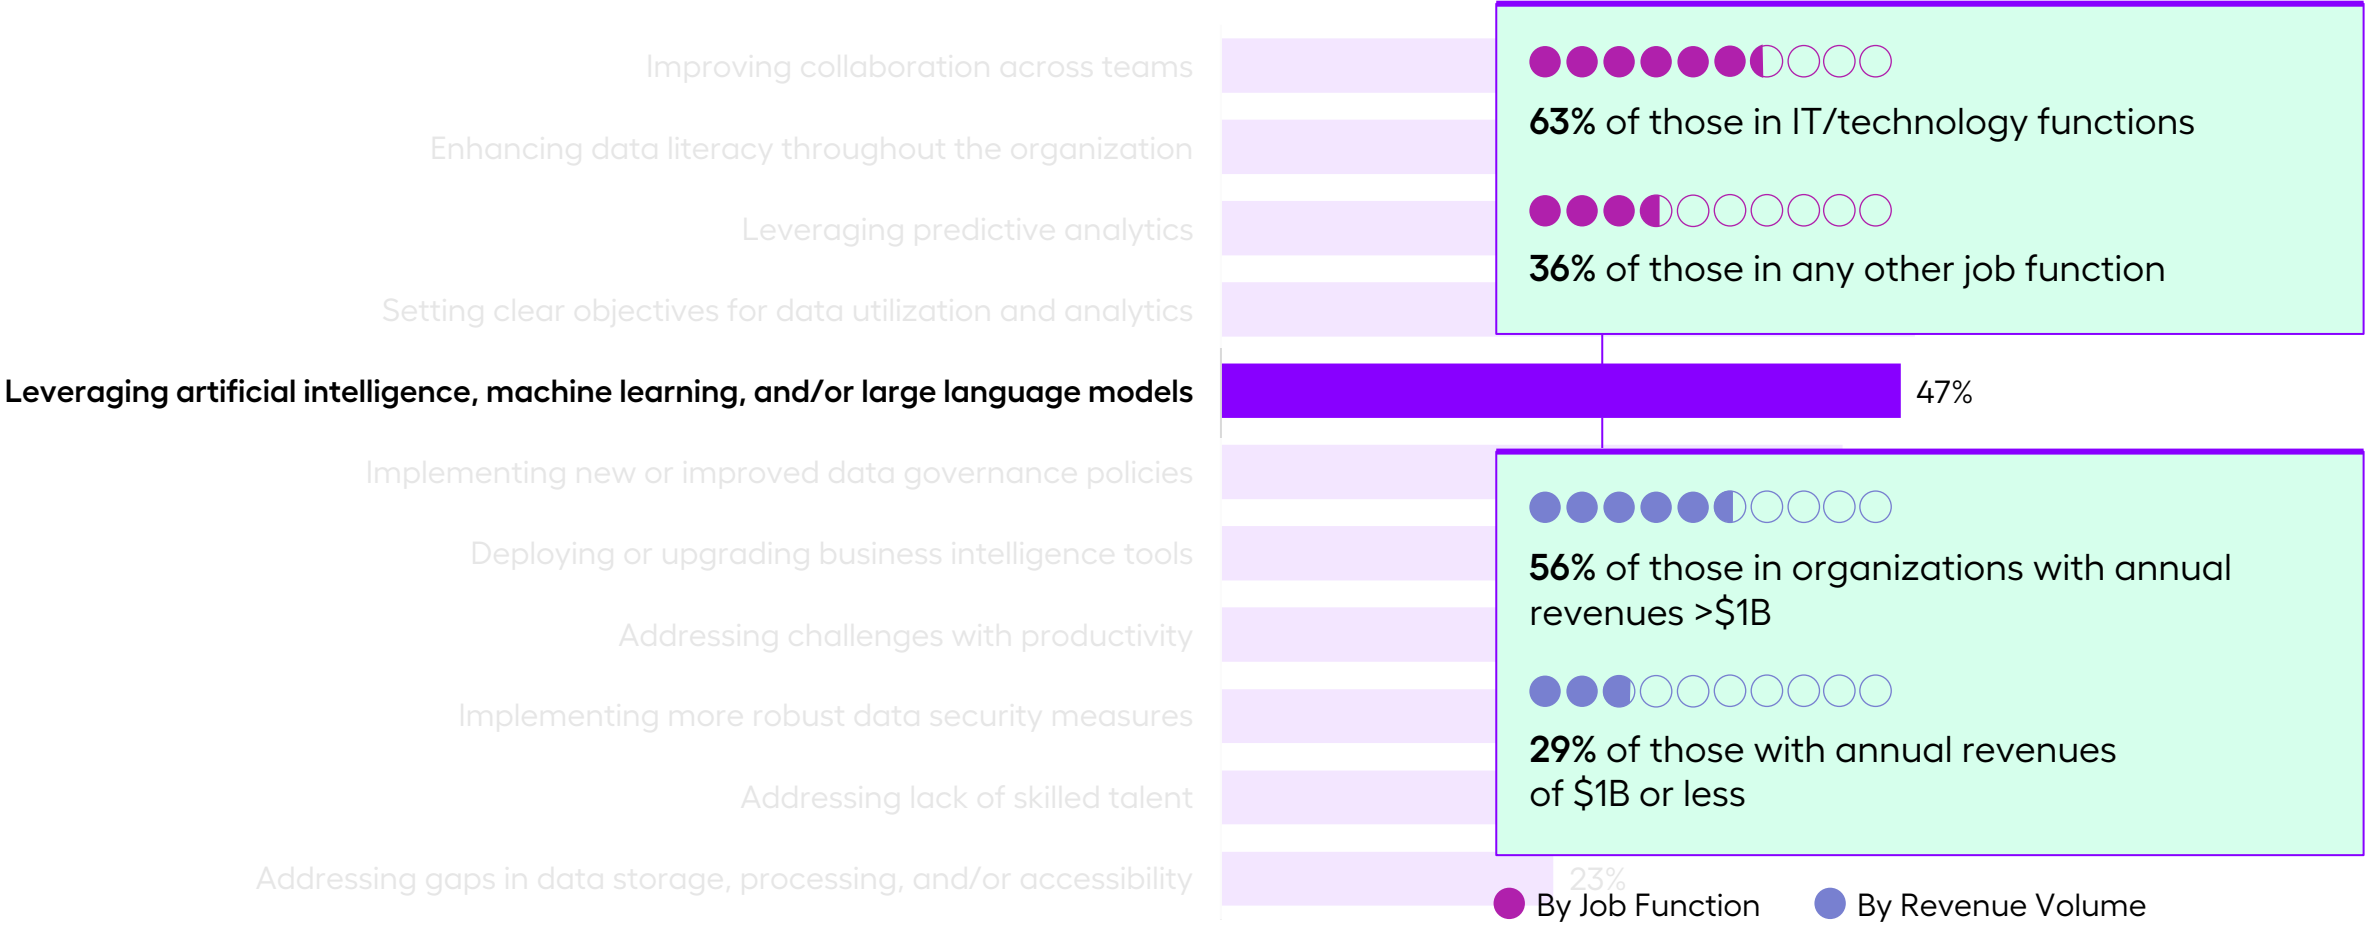 Improving collaboration across teams
Enhancing data literacy throughout the organization
Leveraging predictive analytics
Setting clear objectives for data utilization and analytics
63% of those in IT/technology functions
36% of those in any other job function
Leveraging artificial intelligence, machine learning, and/or large language models
47%
Implementing new or improved data governance policies
Deploying or upgrading business intelligence tools
Addressing challenges with productivity
Implementing more robust data security measures
Addressing lack of skilled talent
Addressing gaps in data storage, processing, and/or accessibility
23%
56% of those in organizations with annual
revenues >$1B
29% of those with annual revenues
of $1B or less
By Job Function
By Revenue Volume